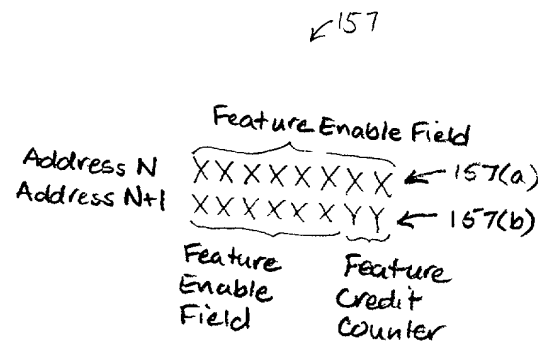 157
Feature Enable Field
Address N XXXXXXXX 157(a)
Address N+1 XXXXXXYY 157(b)
Feature Enable Field
Feature Credit Counter